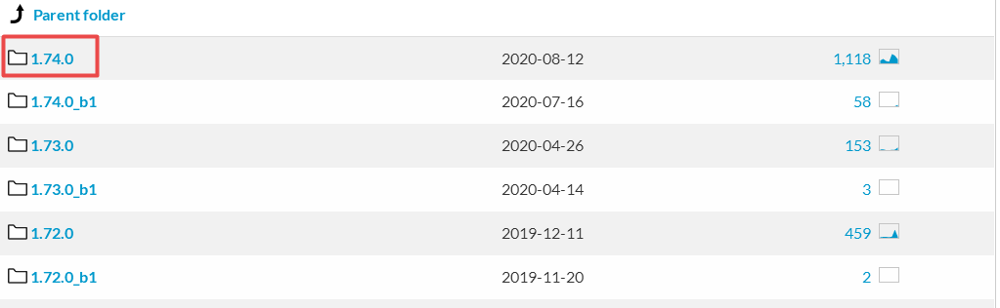 Parent folder
1.74.0 2020-08-12 1,118
1.74.0_b1 2020-07-16 58
1.73.0 2020-04-26 153
1.73.0_b1 2020-04-14 3
1.72.0 2019-12-11 459
1.72.0_b1 2019-11-20 2